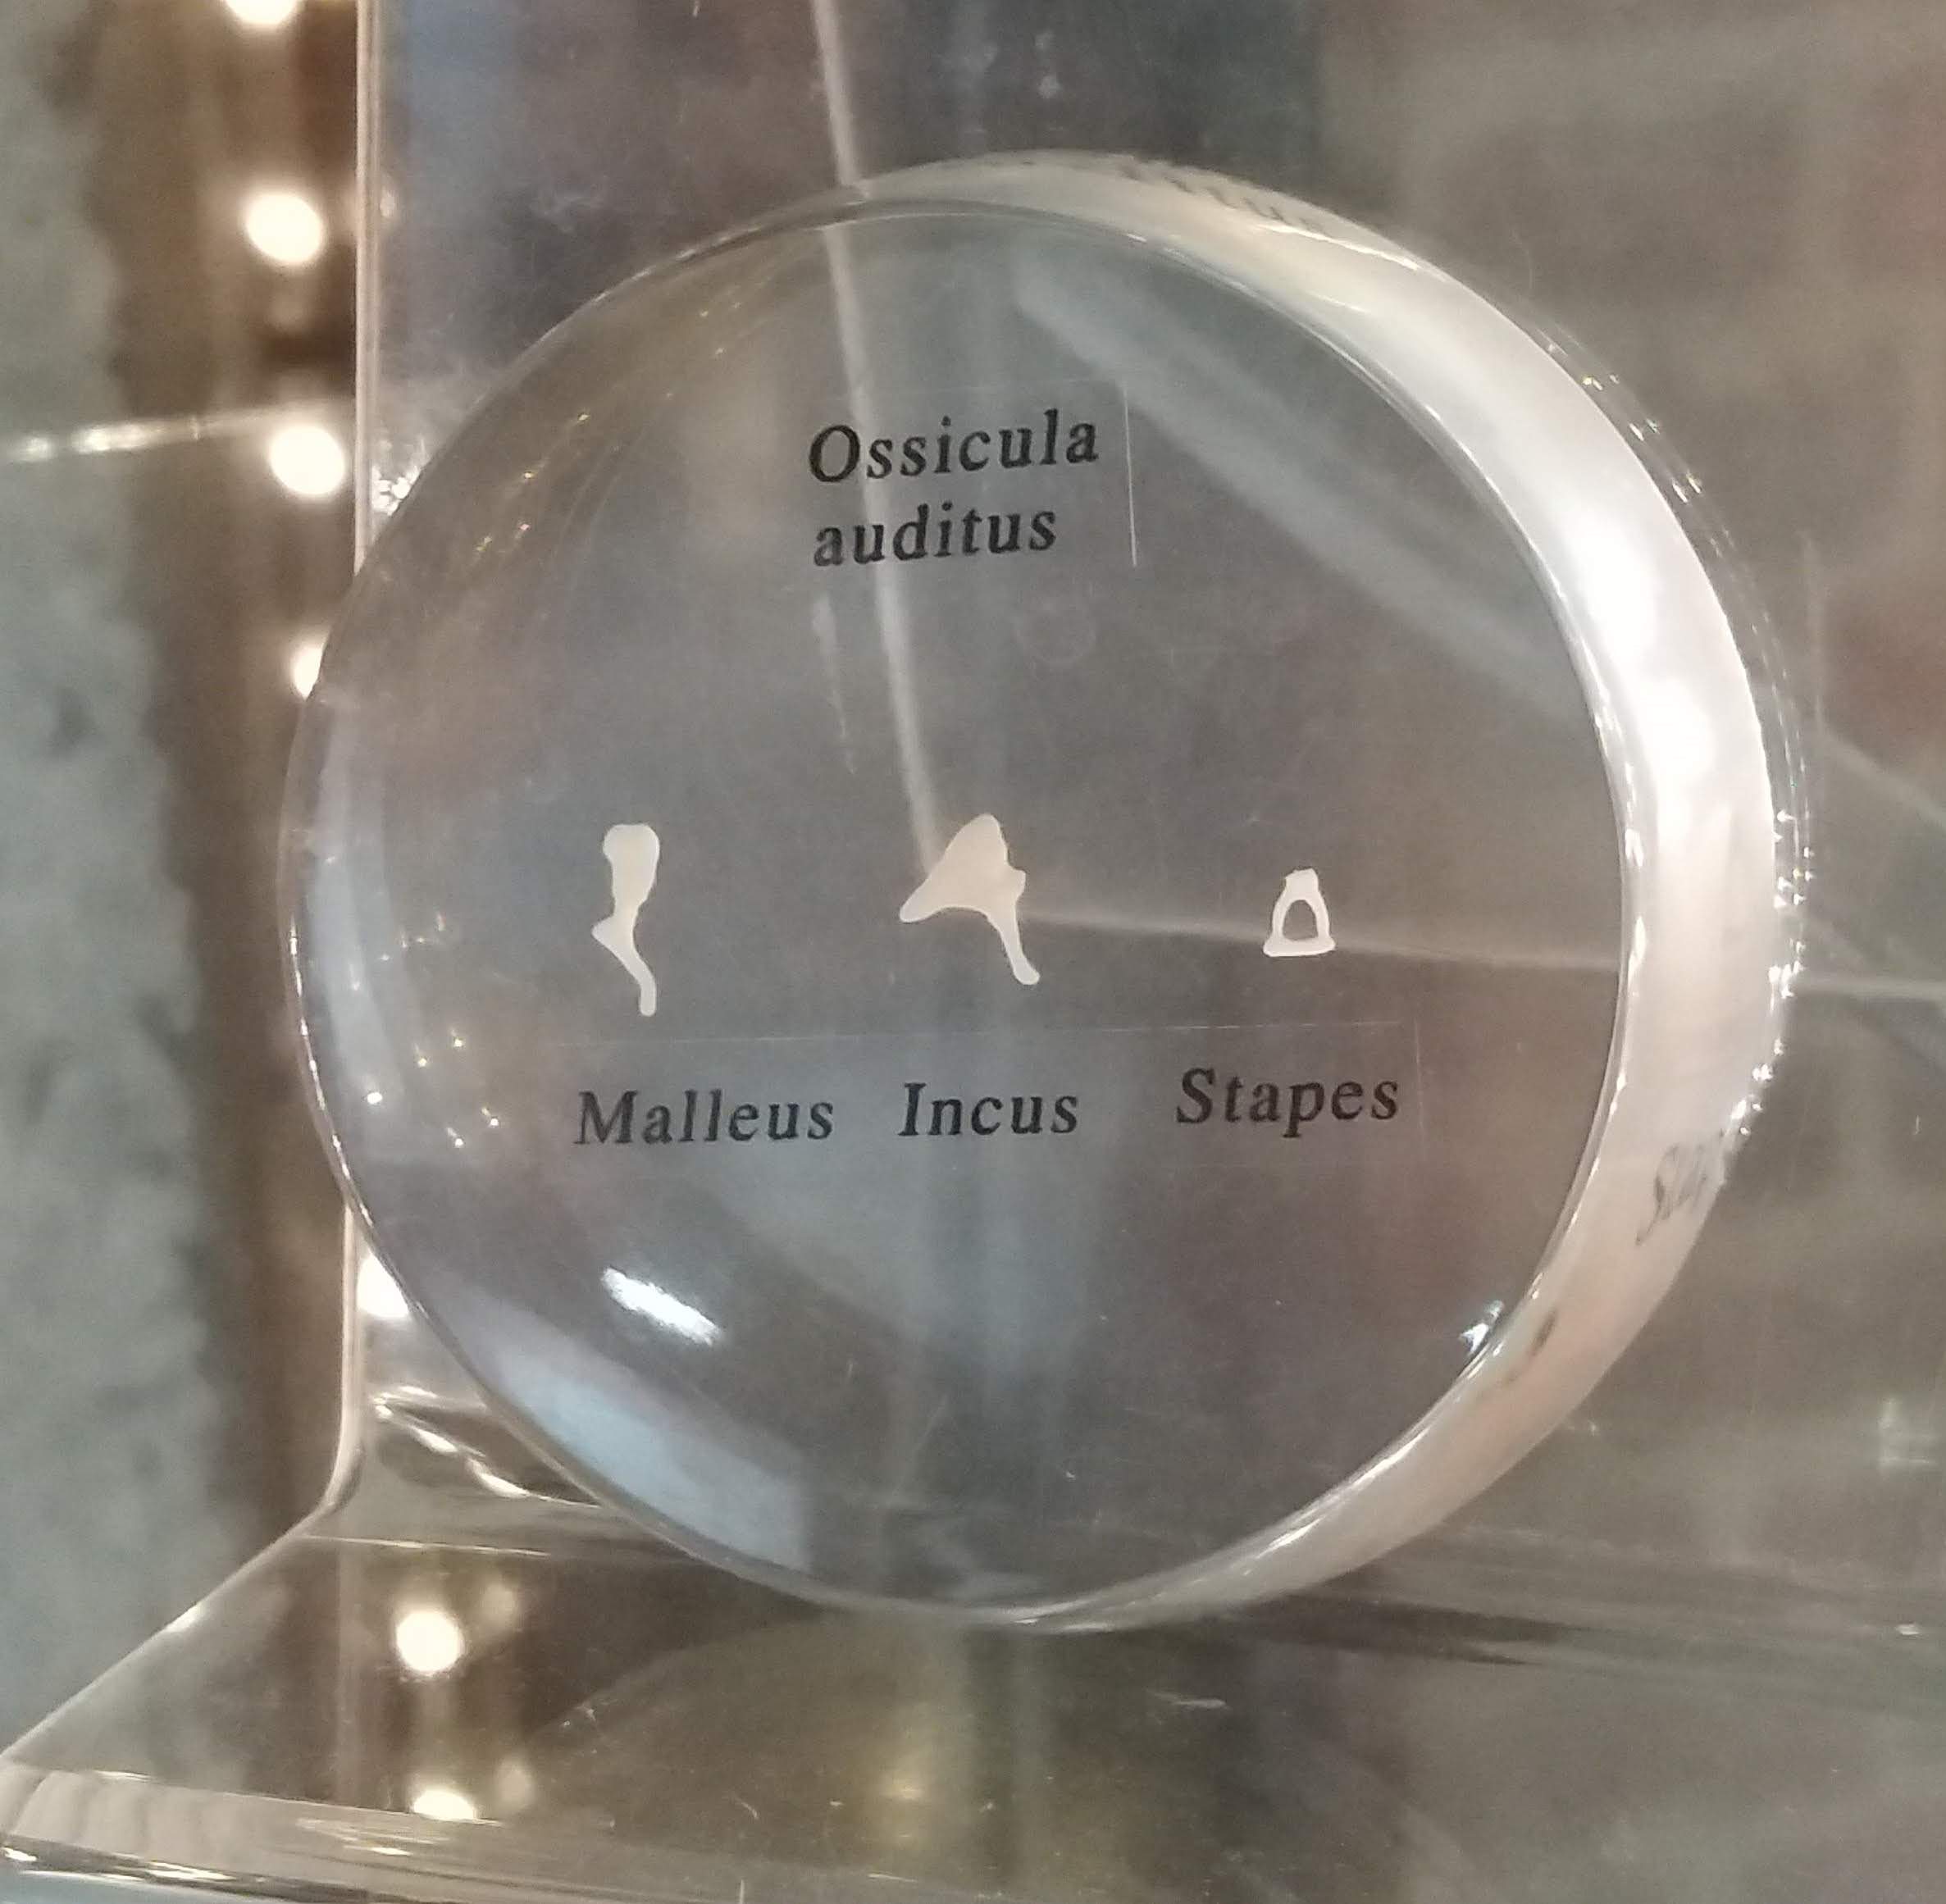 Ossicula
auditus
Malleus Incus Stapes